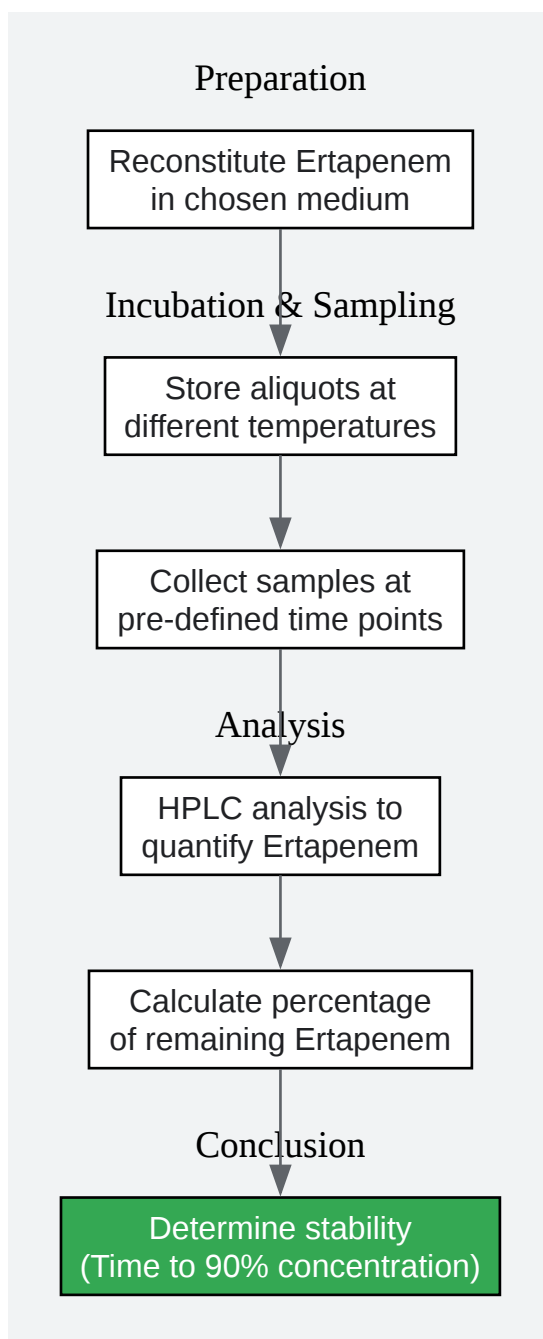 Preparation
Reconstitute Ertapenem
in chosen medium
Incubation & Sampling
Store aliquots at
different temperatures
Collect samples at
pre-defined time points
Analysis
HPLC analysis to
quantify Ertapenem
Calculate percentage
of remaining Ertapenem
Conclusion
Determine stability
(Time to 90% concentration)